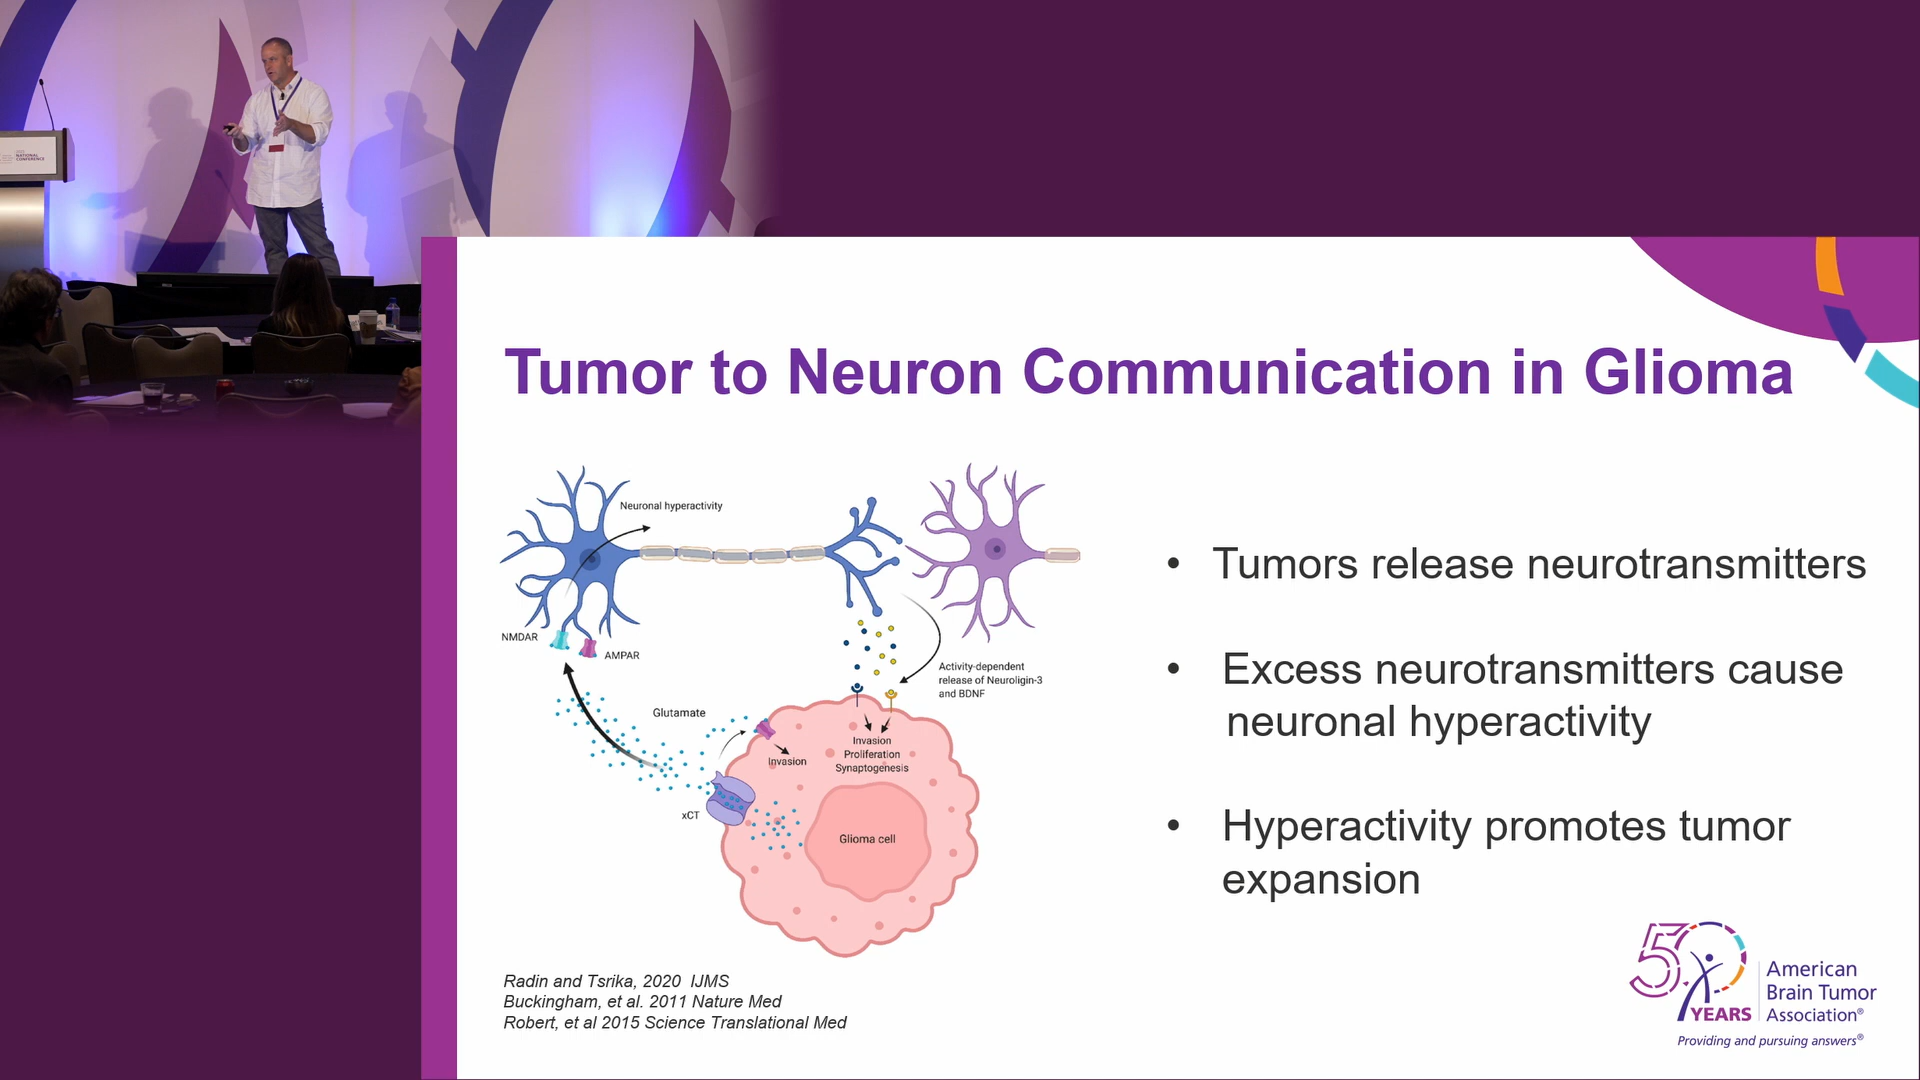 NATIONAL
CONFERENCE
Tumor to Neuron Communication in Glioma
Neuronal hyperactivity
NMDAR
AMPAR
Activity-dependent
release of Neuroligin-3
and BDNF
Glutamate
Invasion
Invasion
Proliferation
Synaptogenesis
xCT
Glioma cell
• Tumors release neurotransmitters
• Excess neurotransmitters cause
neuronal hyperactivity
• Hyperactivity promotes tumor
expansion
Radin and Tsrika, 2020 IJMS
Buckingham, et al. 2011 Nature Med
Robert, et al 2015 Science Translational Med
50
YEARS
American
Brain Tumor
Association®
Providing and pursuing answers®